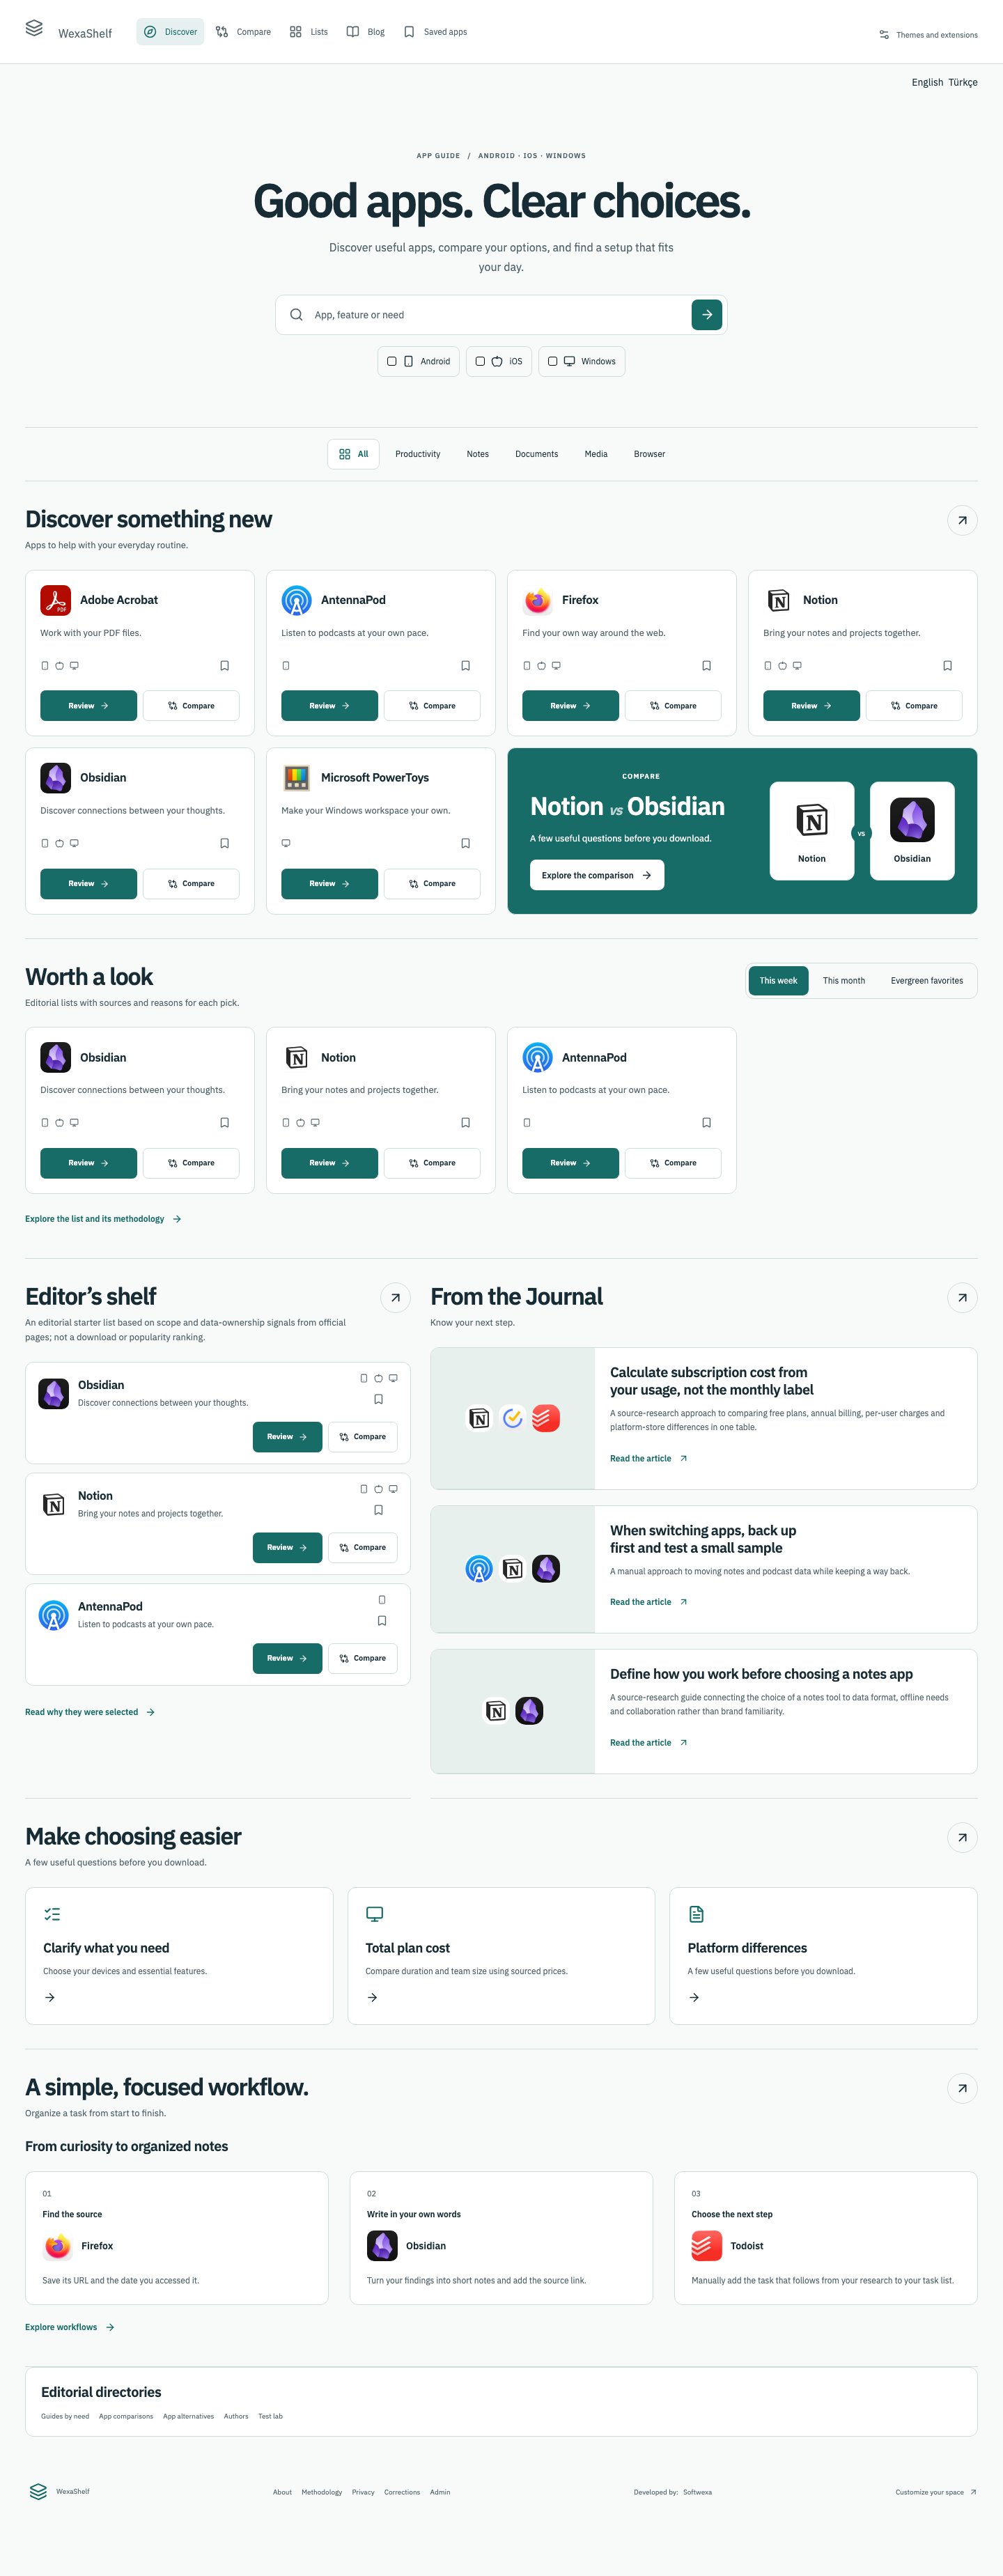 WexaShelf
Discover
Compare
Lists
Blog
Saved apps
Themes and extensions
English Türkçe
APP GUIDE / ANDROID · IOS · WINDOWS
Good apps. Clear choices.
Discover useful apps, compare your options, and find a setup that fits
your day.
App, feature or need
Android
iOS
Windows
All
Productivity
Notes
Documents
Media
Browser
Discover something new
Apps to help with your everyday routine.
Adobe Acrobat
Work with your PDF files.
Review
Compare
AntennaPod
Listen to podcasts at your own pace.
Review
Compare
Firefox
Find your own way around the web.
Review
Compare
Notion
Bring your notes and projects together.
Review
Compare
Obsidian
Discover connections between your thoughts.
Review
Compare
Microsoft PowerToys
Make your Windows workspace your own.
Review
Compare
COMPARE
Notion vs Obsidian
A few useful questions before you download.
Explore the comparison
Notion
vs
Obsidian
Worth a look
Editorial lists with sources and reasons for each pick.
This week
This month
Evergreen favorites
Obsidian
Discover connections between your thoughts.
Review
Compare
Notion
Bring your notes and projects together.
Review
Compare
AntennaPod
Listen to podcasts at your own pace.
Review
Compare
Explore the list and its methodology
Editor’s shelf
An editorial starter list based on scope and data-ownership signals from official
pages; not a download or popularity ranking.
Obsidian
Discover connections between your thoughts.
Review
Compare
Notion
Bring your notes and projects together.
Review
Compare
AntennaPod
Listen to podcasts at your own pace.
Review
Compare
Read why they were selected
From the Journal
Know your next step.
Calculate subscription cost from
your usage, not the monthly label
A source-research approach to comparing free plans, annual billing, per-user charges and
platform-store differences in one table.
Read the article
When switching apps, back up
first and test a small sample
A manual approach to moving notes and podcast data while keeping a way back.
Read the article
Define how you work before choosing a notes app
A source-research guide connecting the choice of a notes tool to data format, offline needs
and collaboration rather than brand familiarity.
Read the article
Make choosing easier
A few useful questions before you download.
Clarify what you need
Choose your devices and essential features.
Total plan cost
Compare duration and team size using sourced prices.
Platform differences
A few useful questions before you download.
A simple, focused workflow.
Organize a task from start to finish.
From curiosity to organized notes
01
Find the source
Firefox
Save its URL and the date you accessed it.
02
Write in your own words
Obsidian
Turn your findings into short notes and add the source link.
03
Choose the next step
Todoist
Manually add the task that follows from your research to your task list.
Explore workflows
Editorial directories
Guides by need
App comparisons
App alternatives
Authors
Test lab
WexaShelf
About
Methodology
Privacy
Corrections
Admin
Developed by: Softwexa
Customize your space